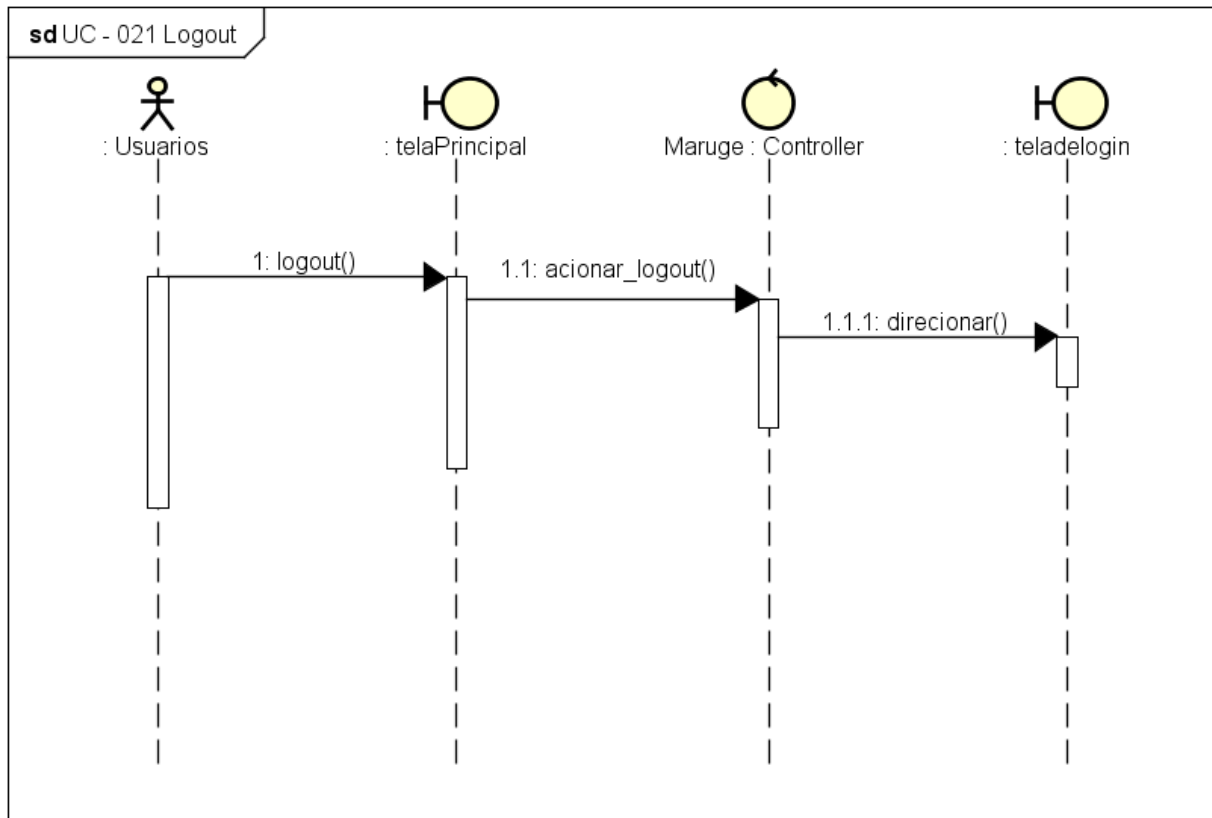 sd UC - 021 Logout
: Usuarios
: telaPrincipal
Maruge : Controller
: teladelogin
1: logout()
1.1: acionar_logout()
1.1.1: direcionar()